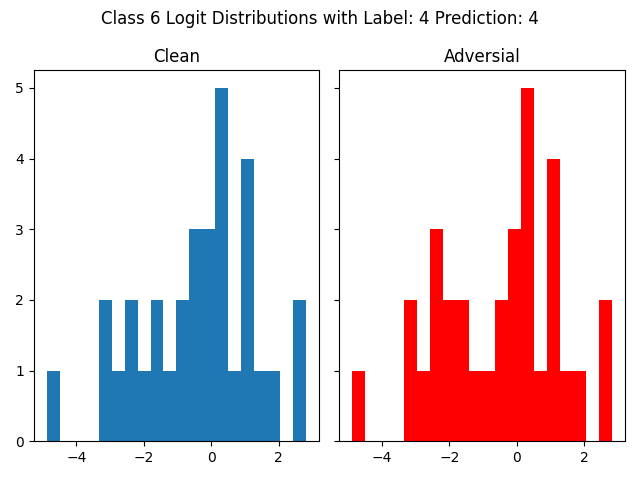 Class 6 Logit Distributions with Label: 4 Prediction: 4
Clean
Adversial
5
4
3
2
1
0
−4 −2 0 2
−4 −2 0 2